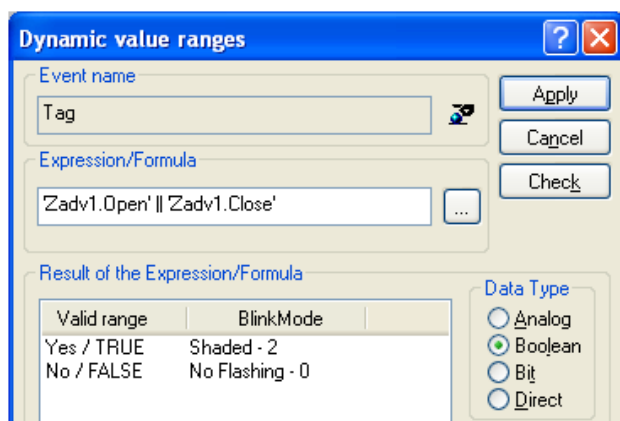 Dynamic value ranges
Event name
Tag
Apply
Cancel
Check
Expression/Formula
'Zadv1.Open' || 'Zadv1.Close'
...
Result of the Expression/Formula
Valid range BlinkMode
Yes / TRUE Shaded - 2
No / FALSE No Flashing - 0
Data Type
Analog
Boolean
Bit
Direct